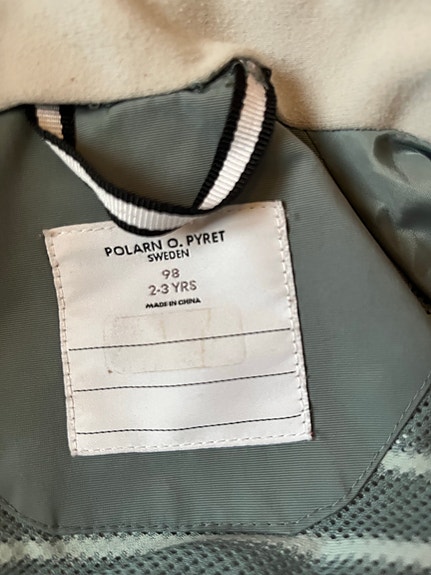 POLARN O. PYRET
SWEDEN
98
2-3 YRS
MADE IN CHINA